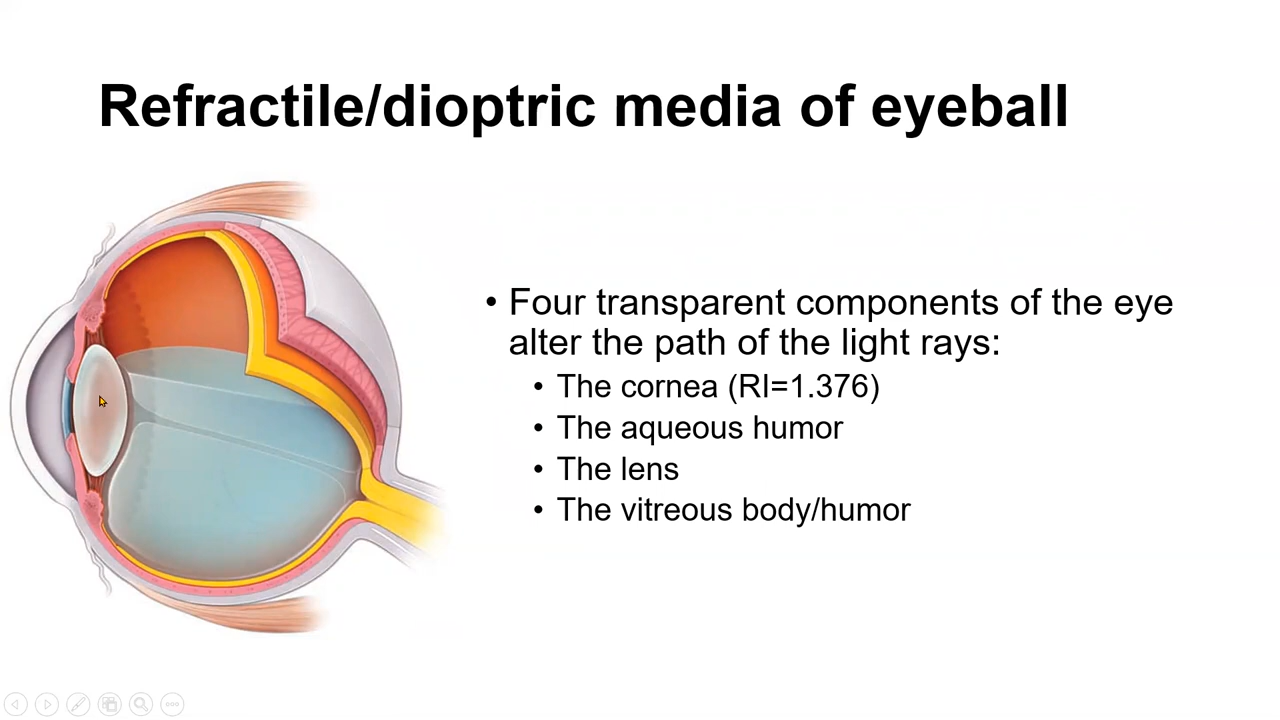 Refractile/dioptric media of eyeball
• Four transparent components of the eye
alter the path of the light rays:
• The cornea (RI=1.376)
• The aqueous humor
• The lens
• The vitreous body/humor